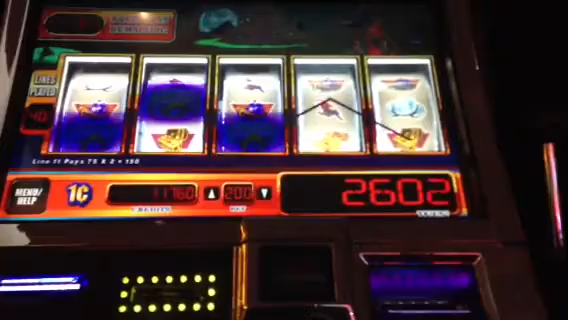 LINES
PLAYED
40
Line 11 Pays 75 X 2 = 150
MENU/
HELP
1¢
11760
CREDITS
200
BET
2602